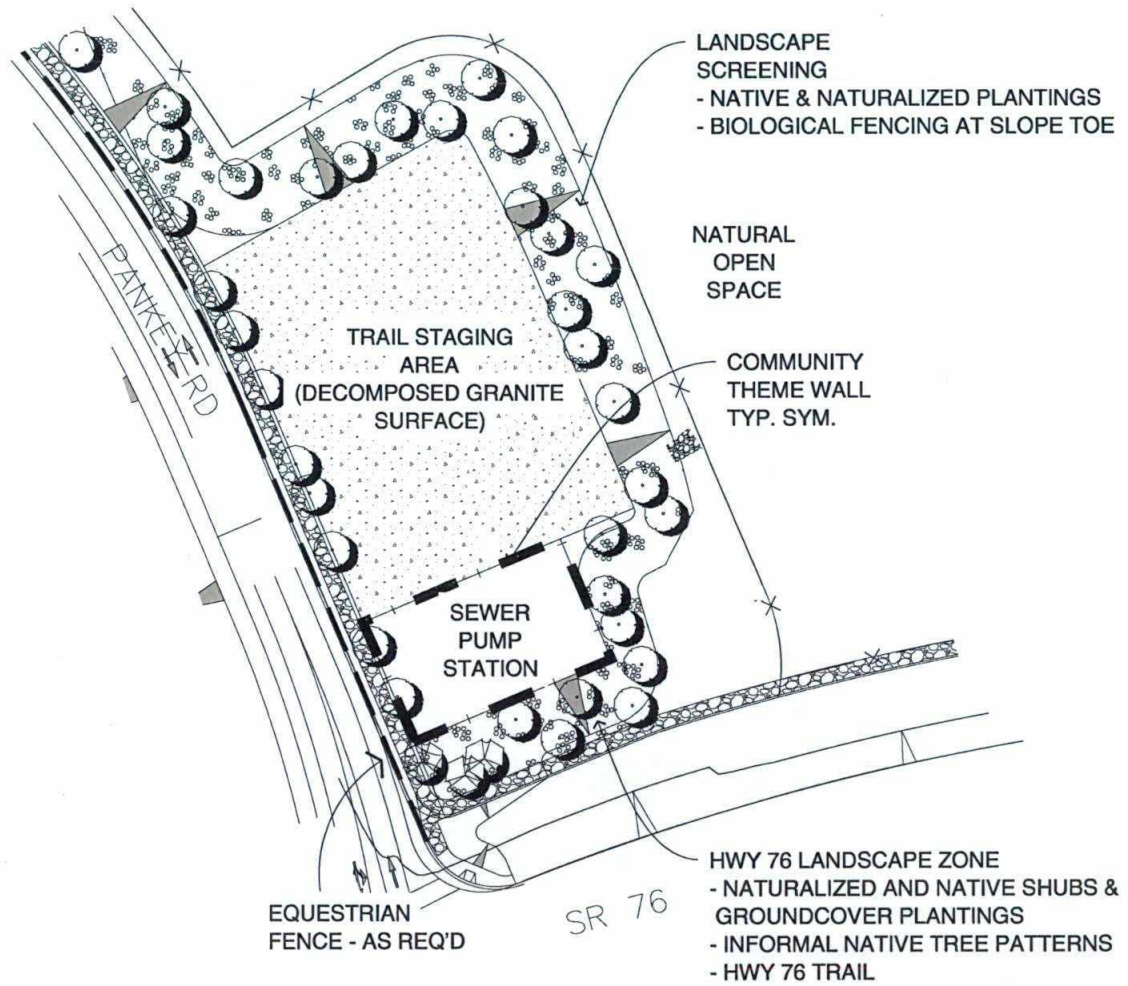 LANDSCAPE
SCREENING
- NATIVE & NATURALIZED PLANTINGS
- BIOLOGICAL FENCING AT SLOPE TOE
NATURAL
OPEN
SPACE
PANKEY RD
TRAIL STAGING
AREA
(DECOMPOSED GRANITE
SURFACE)
COMMUNITY
THEME WALL
TYP. SYM.
SEWER
PUMP
STATION
EQUESTRIAN
FENCE - AS REQ'D
SR 76
HWY 76 LANDSCAPE ZONE
- NATURALIZED AND NATIVE SHUBS &
GROUNDCOVER PLANTINGS
- INFORMAL NATIVE TREE PATTERNS
- HWY 76 TRAIL